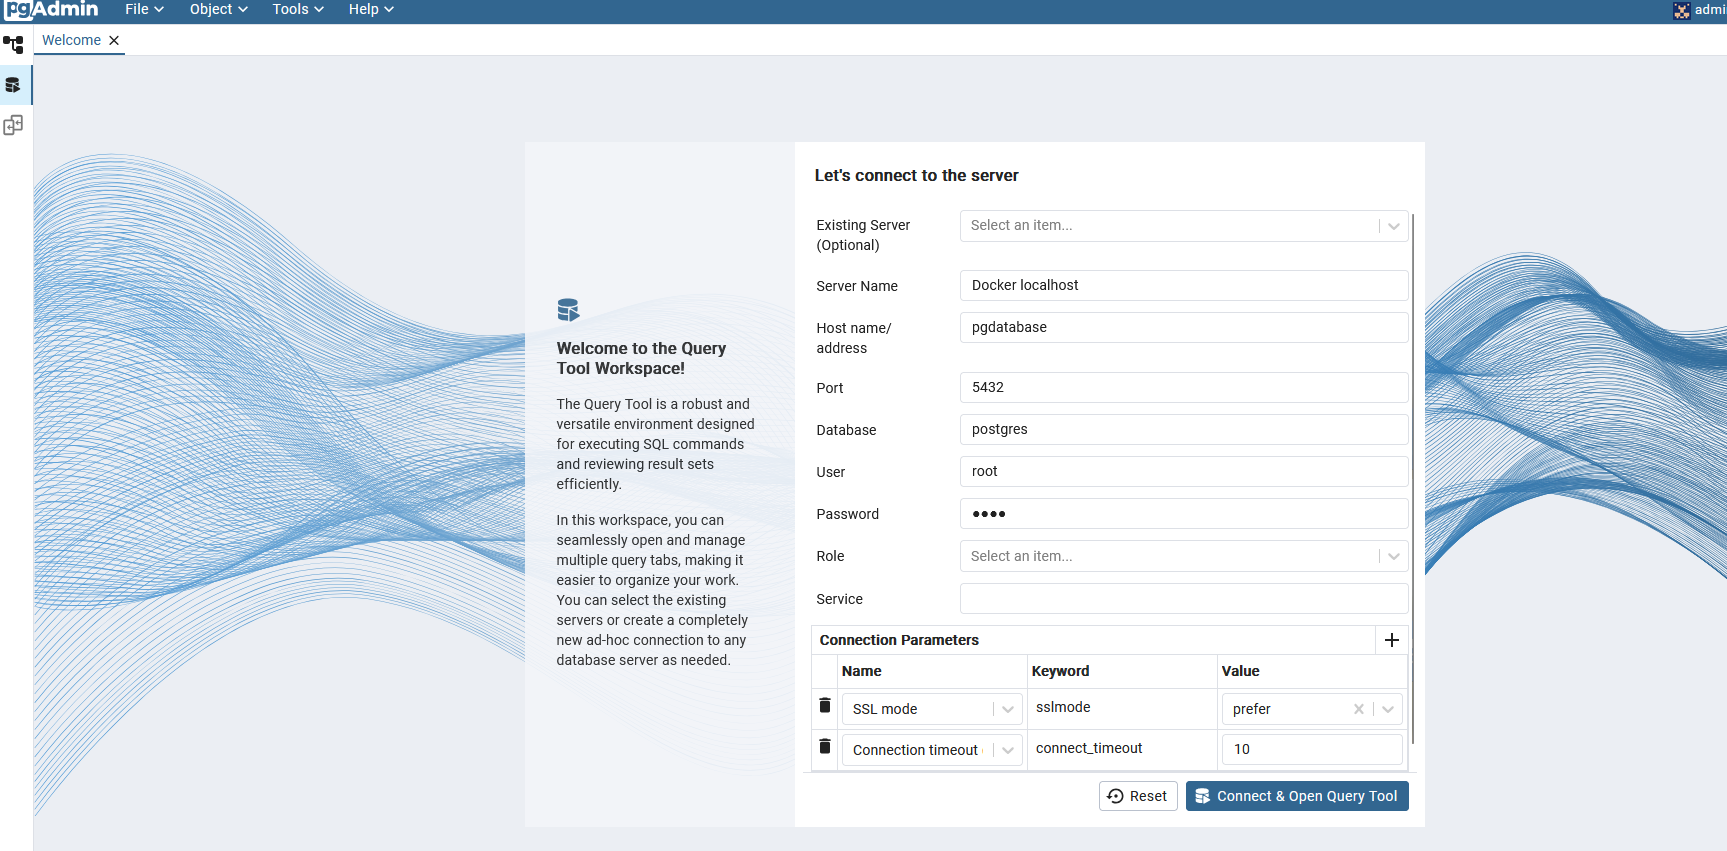 pgAdmin File Object Tools Help
Welcome
Let's connect to the server
Existing Server
(Optional)
Select an item...
Server Name
Docker localhost
Host name/
address
pgdatabase
Port
5432
Database
postgres
User
root
Password
••••
Role
Select an item...
Service
Connection Parameters
Name Keyword Value
SSL mode sslmode prefer
Connection timeout connect_timeout 10
Reset Connect & Open Query Tool
Welcome to the Query
Tool Workspace!
The Query Tool is a robust and
versatile environment designed
for executing SQL commands
and reviewing result sets
efficiently.
In this workspace, you can
seamlessly open and manage
multiple query tabs, making it
easier to organize your work.
You can select the existing
servers or create a completely
new ad-hoc connection to any
database server as needed.